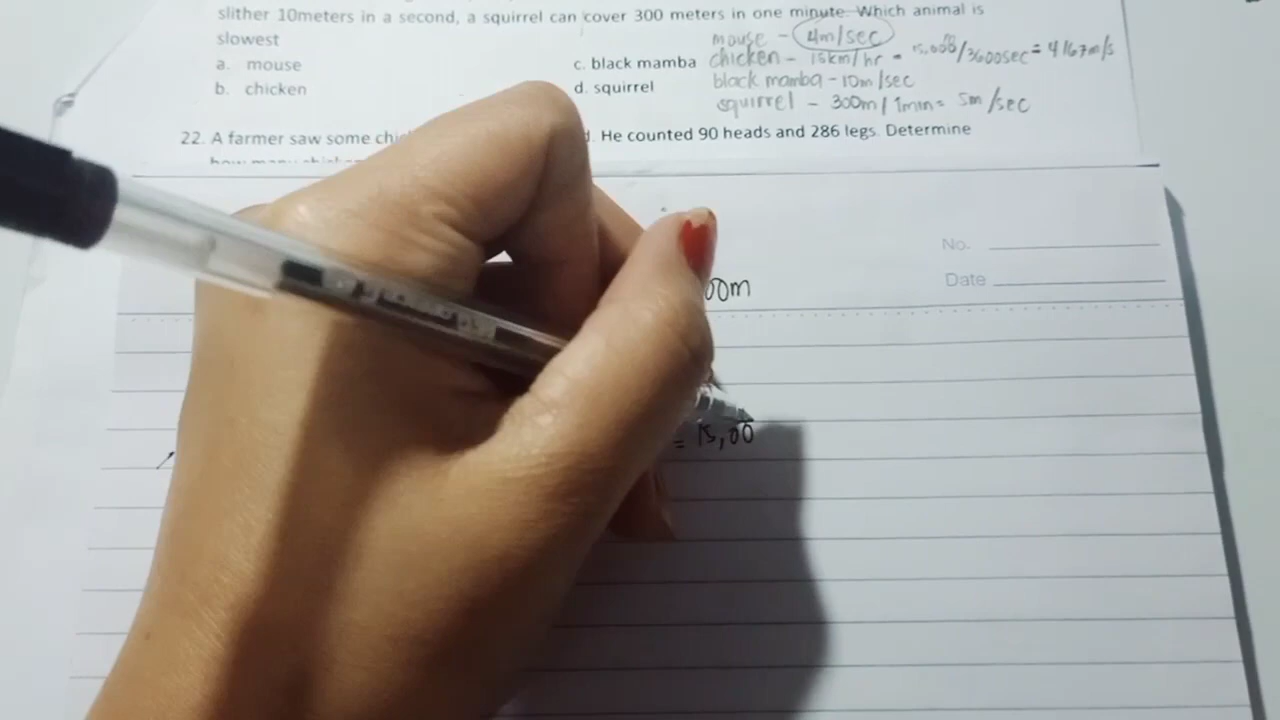 slither 10meters in a second, a squirrel can cover 300 meters in one minute. Which animal is
slowest
a. mouse
b. chicken
c. black mamba
d. squirrel
mouse - 4m/sec
chicken - 15km/hr = 15,000/3600sec = 4.167m/s
black mamba - 10m/sec
squirrel - 300m/1min = 5m/sec
22. A farmer saw some He counted 90 heads and 286 legs. Determine
how many
No.
Date
00m
= 15,00